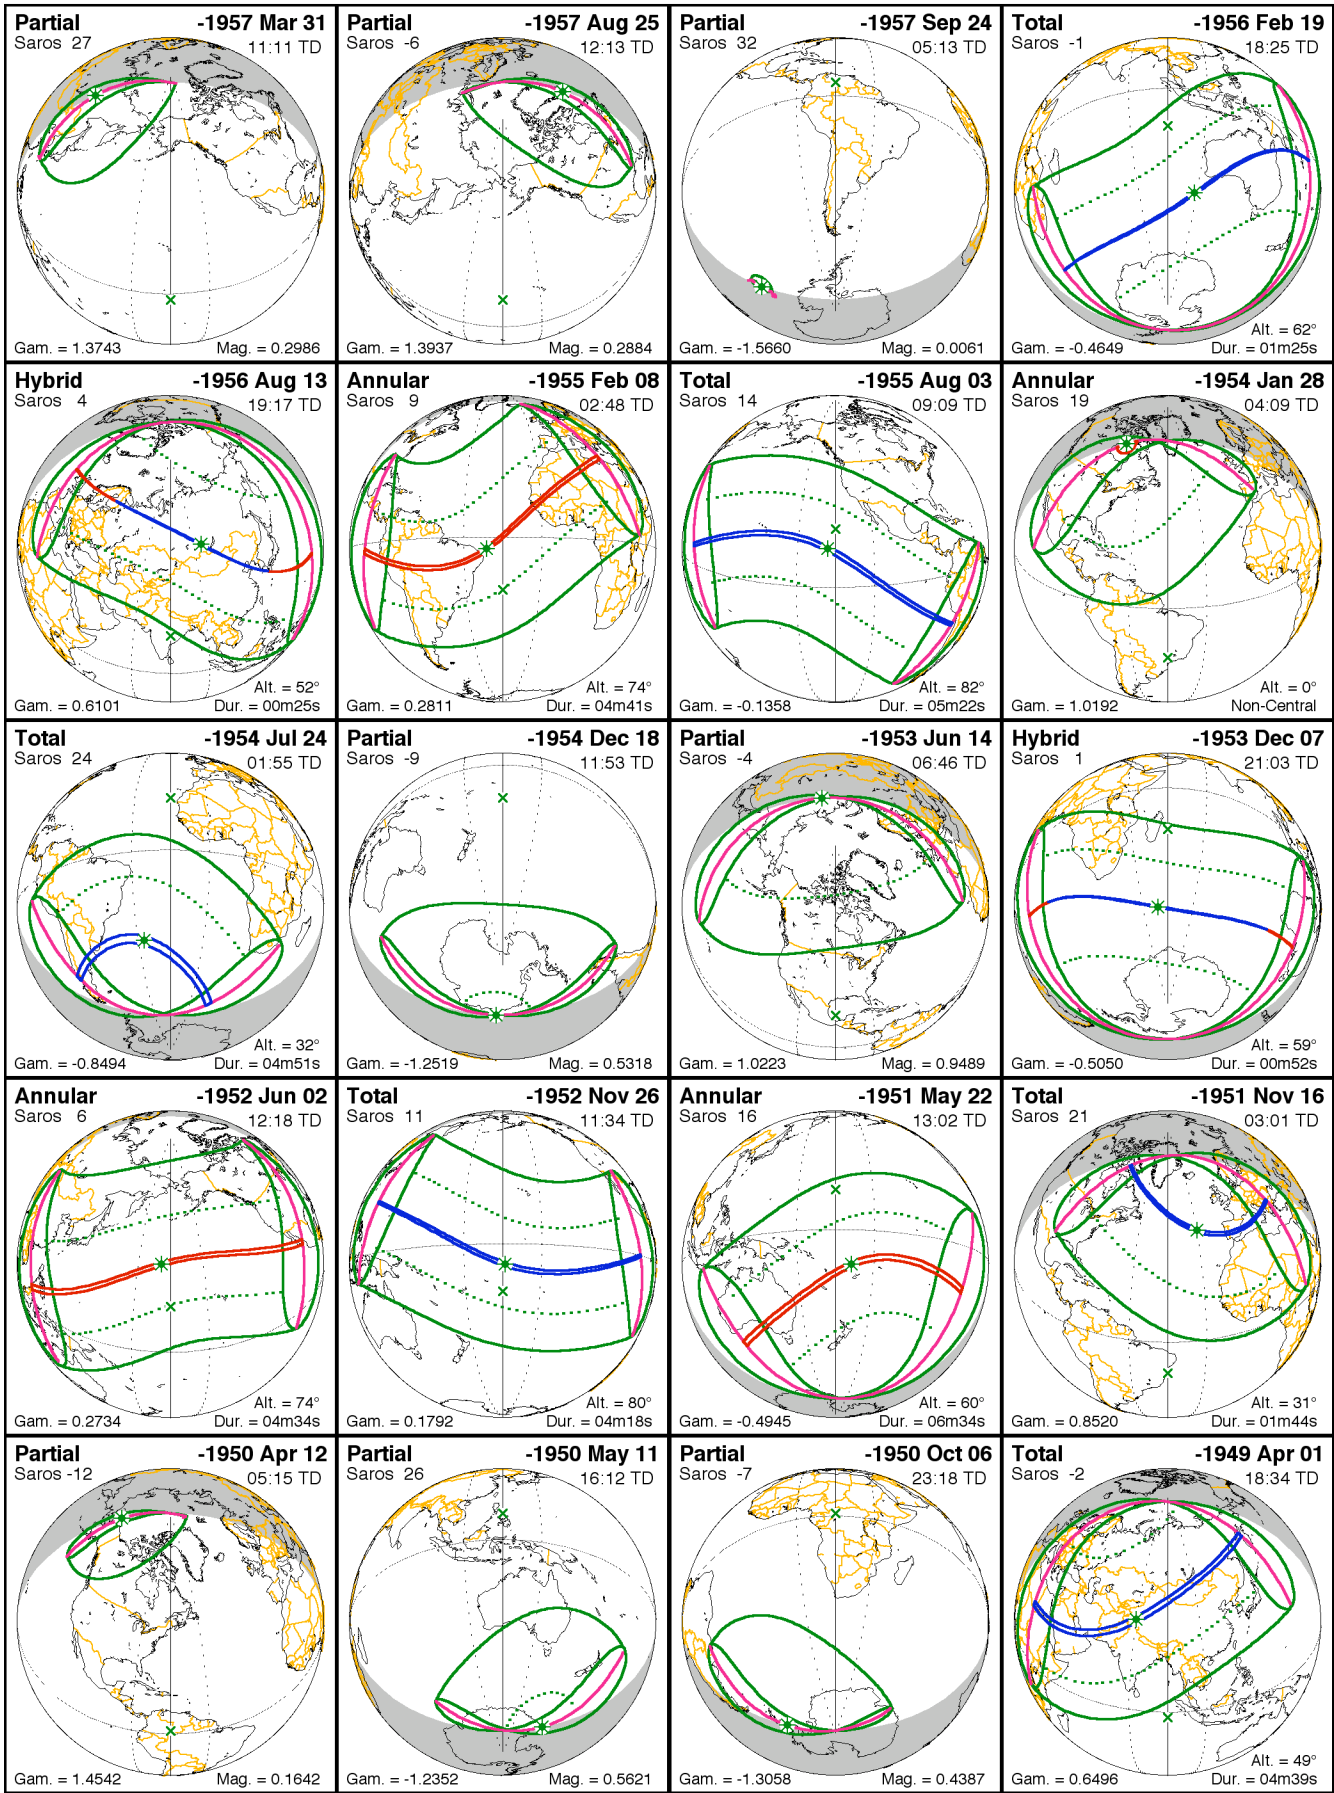 Partial -1957 Mar 31
Saros 27 11:11 TD
Gam. = 1.3743 Mag. = 0.2986
Partial -1957 Aug 25
Saros -6 12:13 TD
Gam. = 1.3937 Mag. = 0.2884
Partial -1957 Sep 24
Saros 32 05:13 TD
Gam. = -1.5660 Mag. = 0.0061
Total -1956 Feb 19
Saros -1 18:25 TD
Alt. = 62°
Gam. = -0.4649 Dur. = 01m25s
Hybrid -1956 Aug 13
Saros 4 19:17 TD
Alt. = 52°
Gam. = 0.6101 Dur. = 00m25s
Annular -1955 Feb 08
Saros 9 02:48 TD
Alt. = 74°
Gam. = 0.2811 Dur. = 04m41s
Total -1955 Aug 03
Saros 14 09:09 TD
Alt. = 82°
Gam. = -0.1358 Dur. = 05m22s
Annular -1954 Jan 28
Saros 19 04:09 TD
Alt. = 0°
Gam. = 1.0192 Non-Central
Total -1954 Jul 24
Saros 24 01:55 TD
Alt. = 32°
Gam. = -0.8494 Dur. = 04m51s
Partial -1954 Dec 18
Saros -9 11:53 TD
Gam. = -1.2519 Mag. = 0.5318
Partial -1953 Jun 14
Saros -4 06:46 TD
Gam. = 1.0223 Mag. = 0.9489
Hybrid -1953 Dec 07
Saros 1 21:03 TD
Alt. = 59°
Gam. = -0.5050 Dur. = 00m52s
Annular -1952 Jun 02
Saros 6 12:18 TD
Alt. = 74°
Gam. = 0.2734 Dur. = 04m34s
Total -1952 Nov 26
Saros 11 11:34 TD
Alt. = 80°
Gam. = 0.1792 Dur. = 04m18s
Annular -1951 May 22
Saros 16 13:02 TD
Alt. = 60°
Gam. = -0.4945 Dur. = 06m34s
Total -1951 Nov 16
Saros 21 03:01 TD
Alt. = 31°
Gam. = 0.8520 Dur. = 01m44s
Partial -1950 Apr 12
Saros -12 05:15 TD
Gam. = 1.4542 Mag. = 0.1642
Partial -1950 May 11
Saros 26 16:12 TD
Gam. = -1.2352 Mag. = 0.5621
Partial -1950 Oct 06
Saros -7 23:18 TD
Gam. = -1.3058 Mag. = 0.4387
Total -1949 Apr 01
Saros -2 18:34 TD
Alt. = 49°
Gam. = 0.6496 Dur. = 04m39s